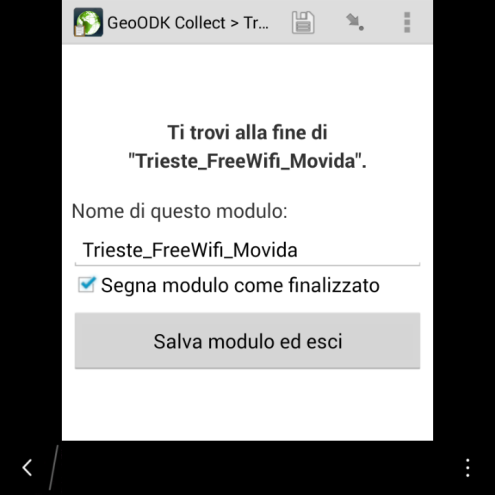 GeoODK Collect > Tr...
Ti trovi alla fine di
"Trieste_FreeWifi_Movida".
Nome di questo modulo:
Trieste_FreeWifi_Movida
Segna modulo come finalizzato
Salva modulo ed esci